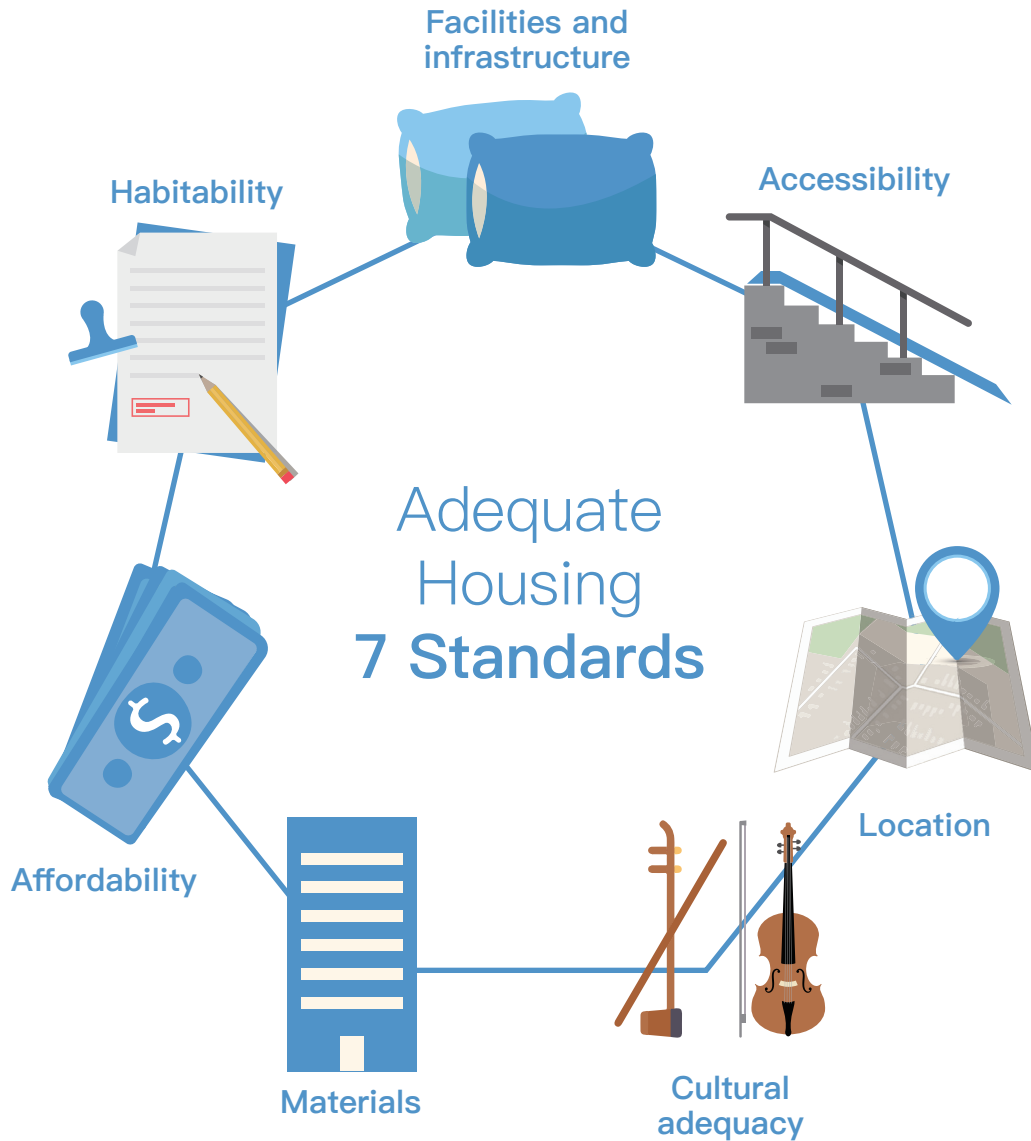 Facilities and
infrastructure
Habitability
Accessibility
Adequate
Housing
7 Standards
$
Location
Affordability
Materials
Cultural
adequacy